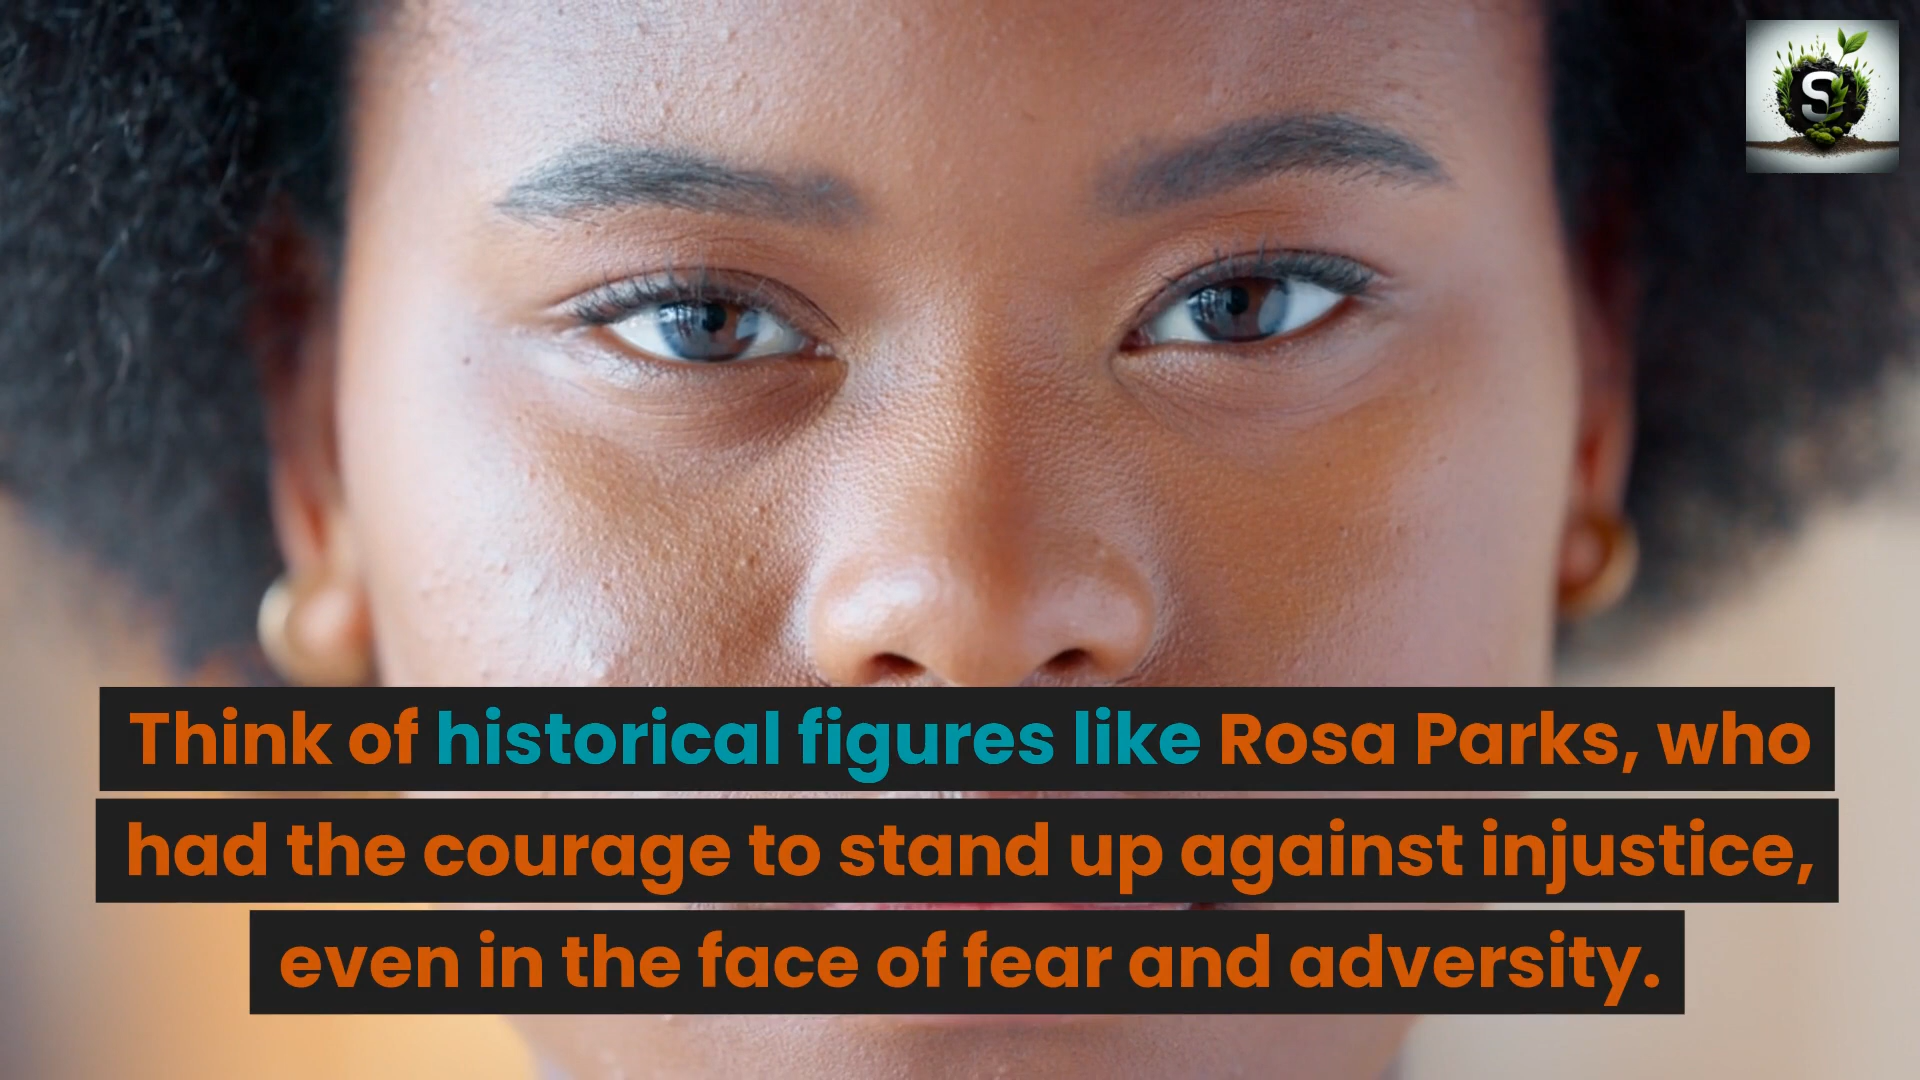 S
Think of historical figures like Rosa Parks, who
had the courage to stand up against injustice,
even in the face of fear and adversity.